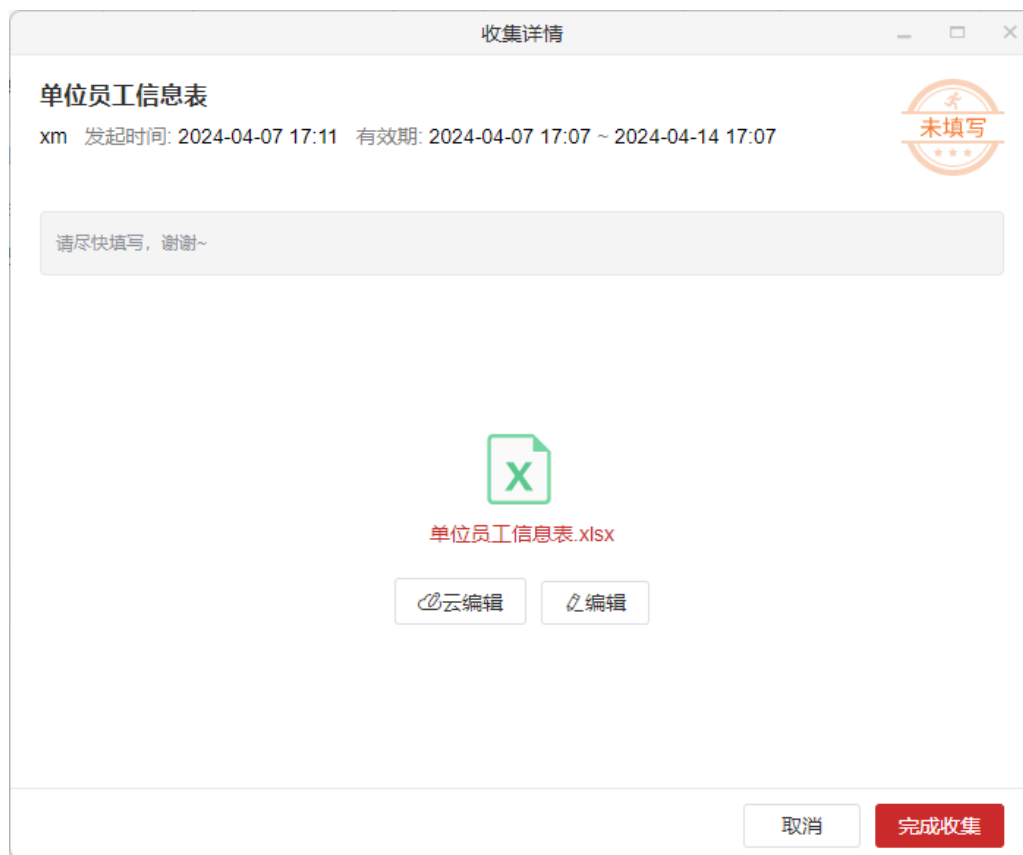 收集详情
单位员工信息表
xm 发起时间: 2024-04-07 17:11 有效期: 2024-04-07 17:07 ~ 2024-04-14 17:07
未填写
请尽快填写，谢谢~
X
单位员工信息表.xlsx
云编辑 编辑
取消 完成收集